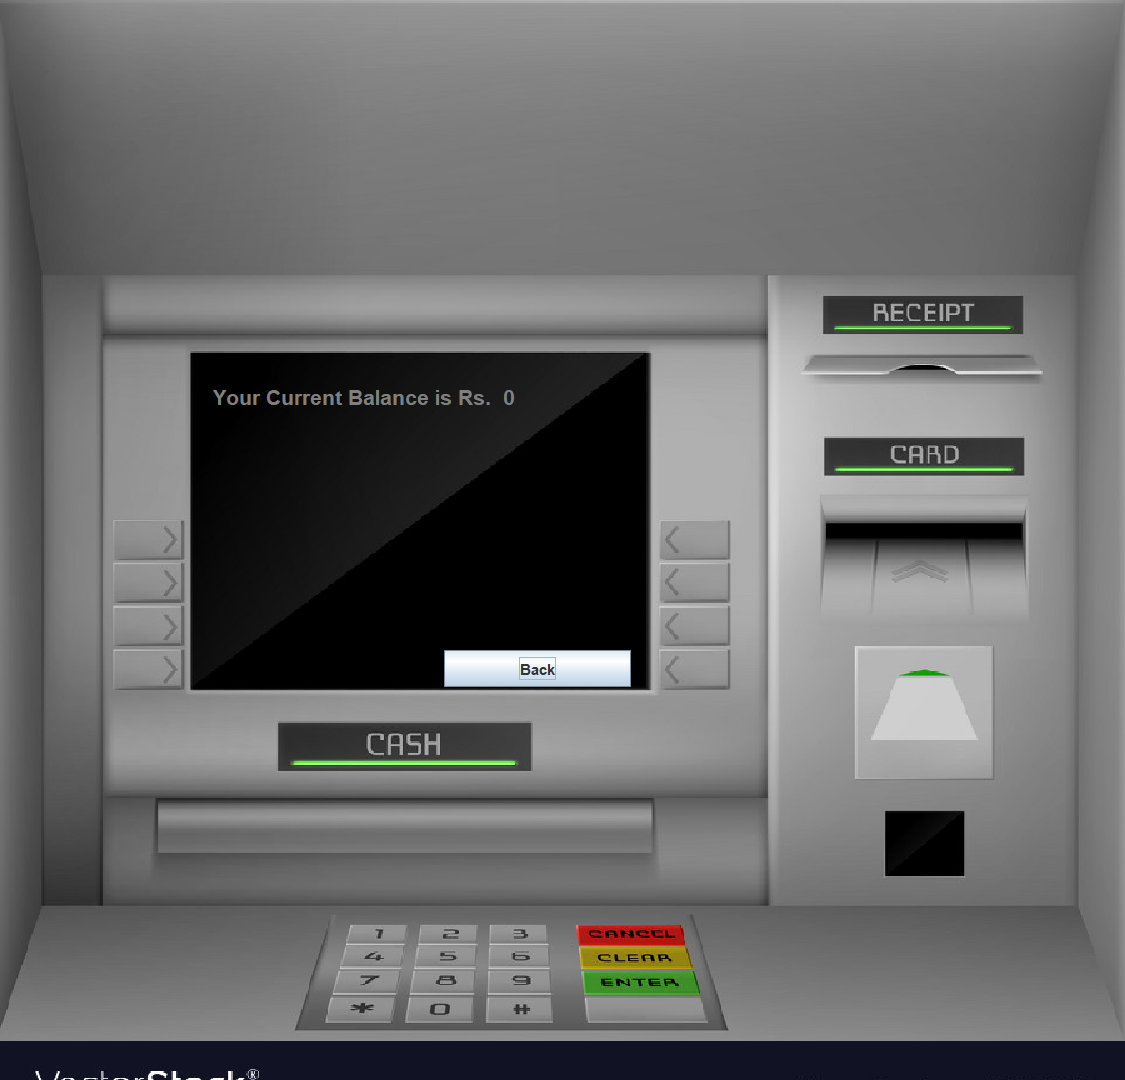 RECEIPT
Your Current Balance is Rs. 0
CARD
Back
CASH
1 2 3 CANCEL
4 5 6 CLEAR
7 8 9 ENTER
* 0 #
VectorStock®